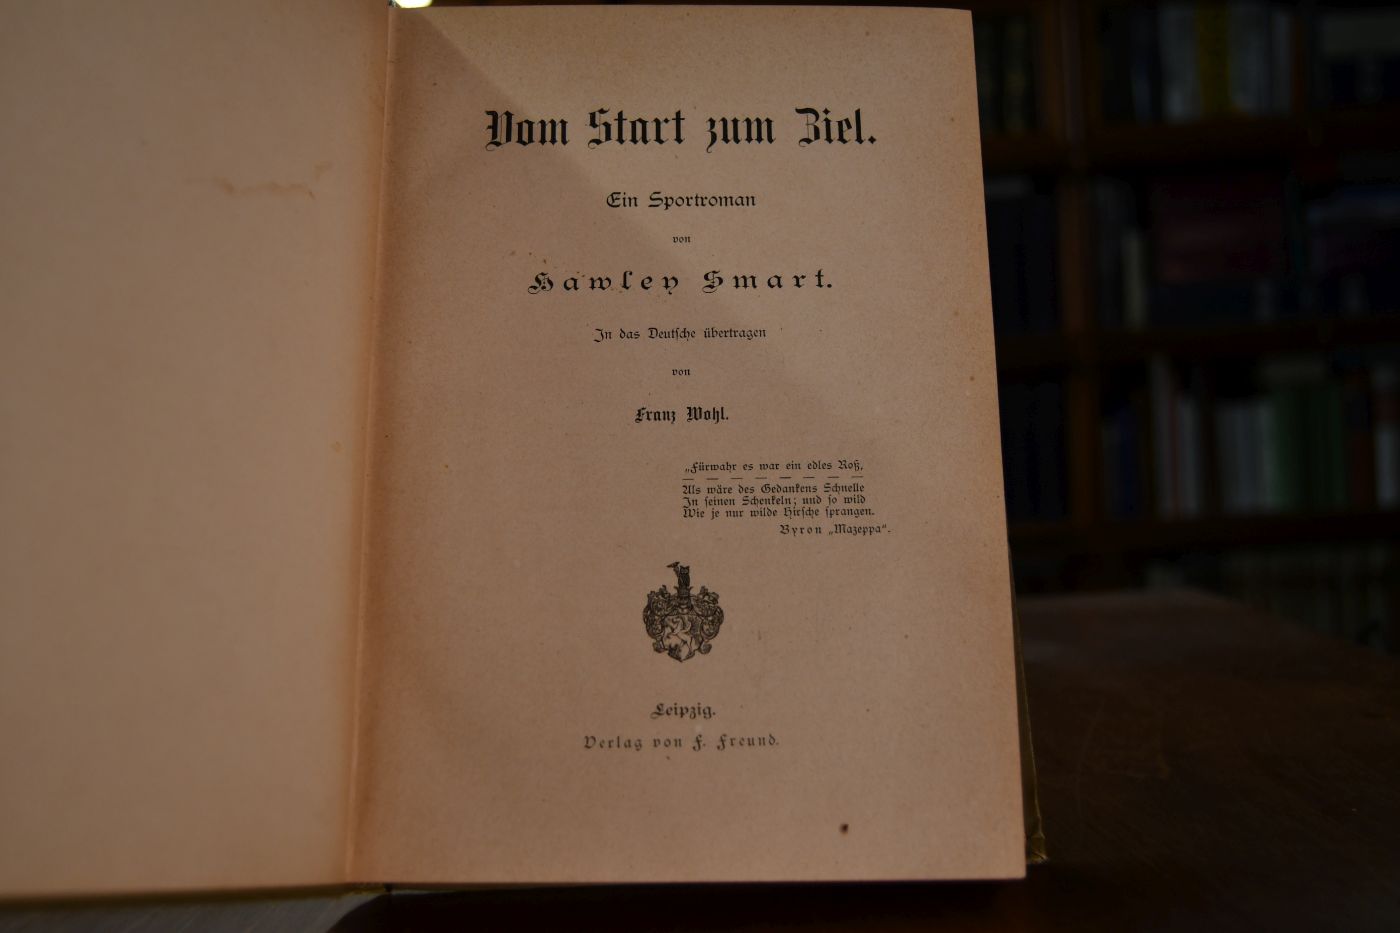 Vom Start zum Ziel.
Ein Sportroman
von
Hawley Smart.
In das Deutsche übertragen
von
Franz Wohl.
„Fürwahr es war ein edles Roß,
— — — — — — — —
Als wäre des Gedankens Schnelle
In seinen Schenkeln; und so wild
Wie je nur wilde Hirsche sprangen.
Byron „Mazeppa“.
Leipzig.
Verlag von F. Freund.